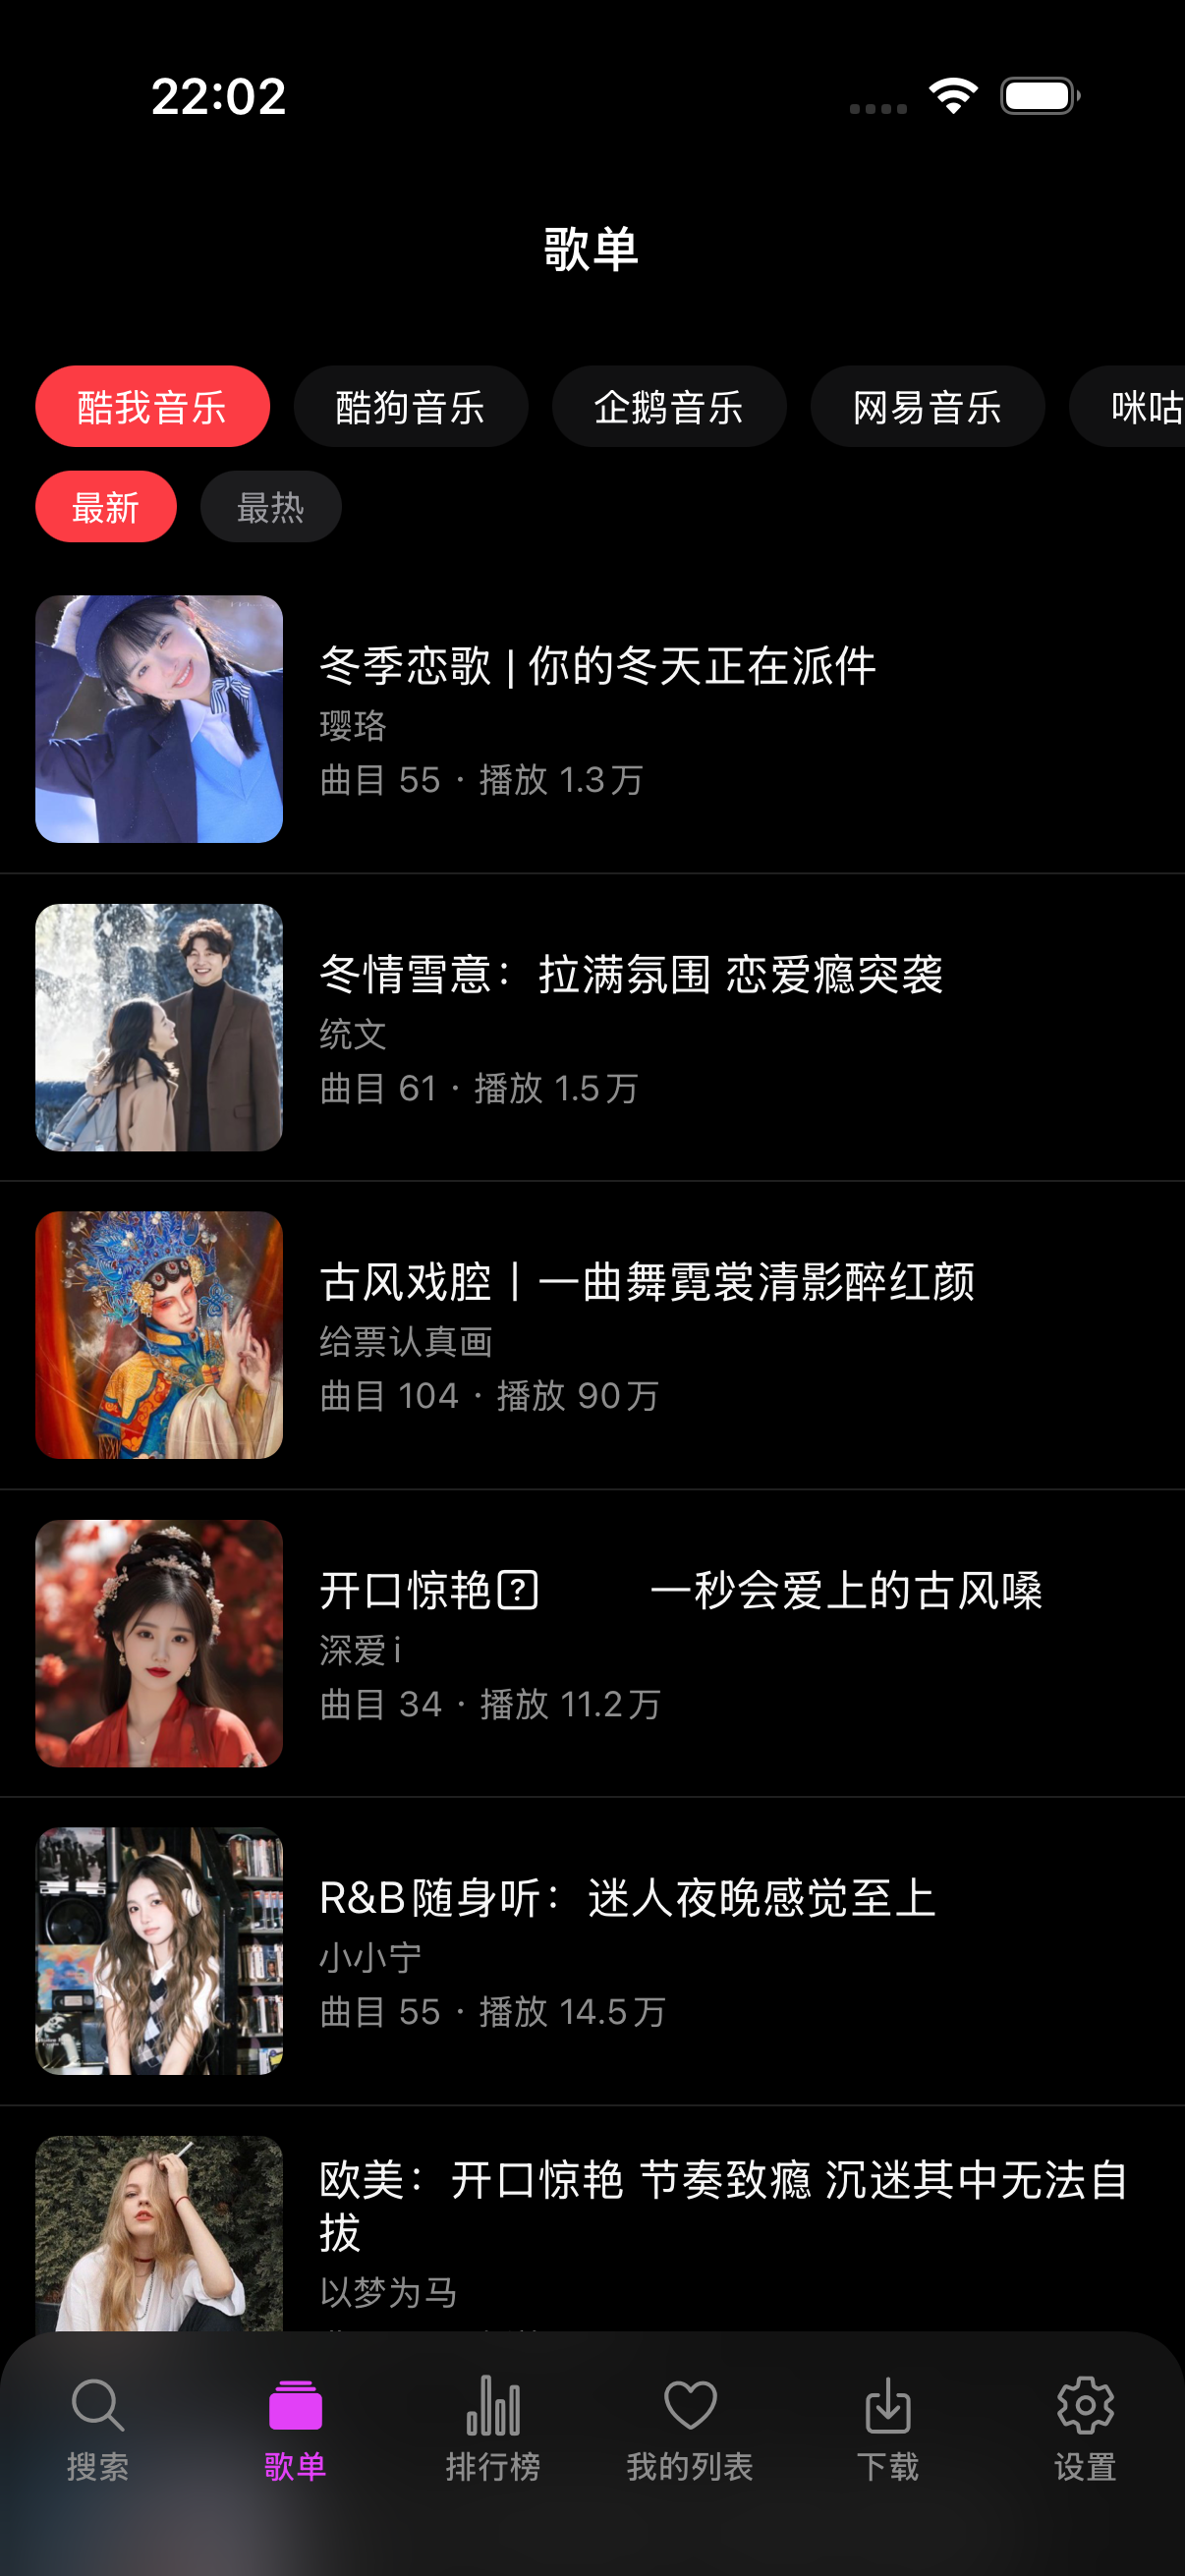 22:02
歌单
酷我音乐 酷狗音乐 企鹅音乐 网易音乐 咪咕
最新 最热
冬季恋歌 | 你的冬天正在派件
璎珞
曲目 55 · 播放 1.3万
冬情雪意：拉满氛围 恋爱瘾突袭
统文
曲目 61 · 播放 1.5万
古风戏腔丨一曲舞霓裳清影醉红颜
给票认真画
曲目 104 · 播放 90万
开口惊艳 一秒会爱上的古风嗓
深爱i
曲目 34 · 播放 11.2万
R&B随身听：迷人夜晚感觉至上
小小宁
曲目 55 · 播放 14.5万
欧美：开口惊艳 节奏致瘾 沉迷其中无法自
拔
以梦为马
搜索 歌单 排行榜 我的列表 下载 设置